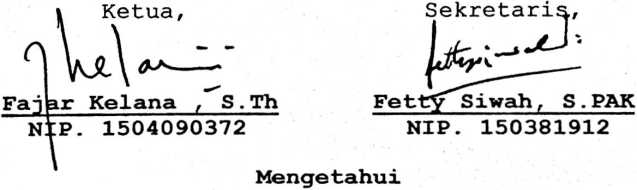 Ketua,
Sekretaris,
Fajar Kelana , S.Th
Fetty Siwah, S.PAK
NIP. 1504090372
NIP. 150381912
Mengetahui